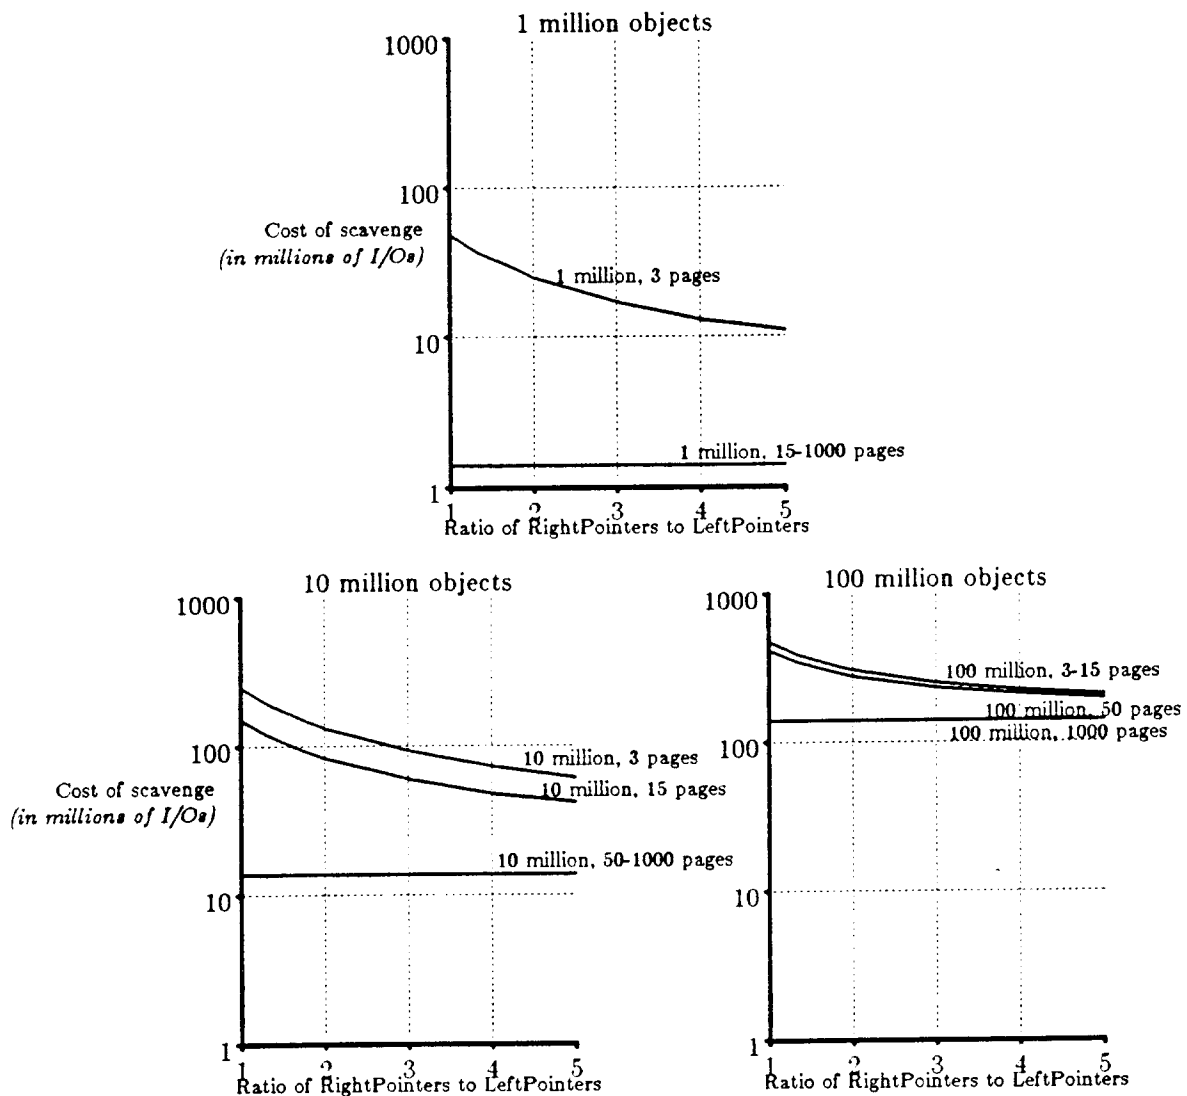 1 million objects
1000
100
Cost of scavenge
(in millions of I/Os)
1 million, 3 pages
10
1 million, 15-1000 pages
1
1 2 3 4 5
Ratio of RightPointers to LeftPointers
10 million objects
1000
100
10 million, 3 pages
Cost of scavenge
10 million, 15 pages
(in millions of I/Os)
10 million, 50-1000 pages
10
1
1 2 3 4 5
Ratio of RightPointers to LeftPointers
100 million objects
1000
100 million, 3-15 pages
100 million, 50 pages
100 million, 1000 pages
100
10
1
1 2 3 4 5
Ratio of RightPointers to LeftPointers